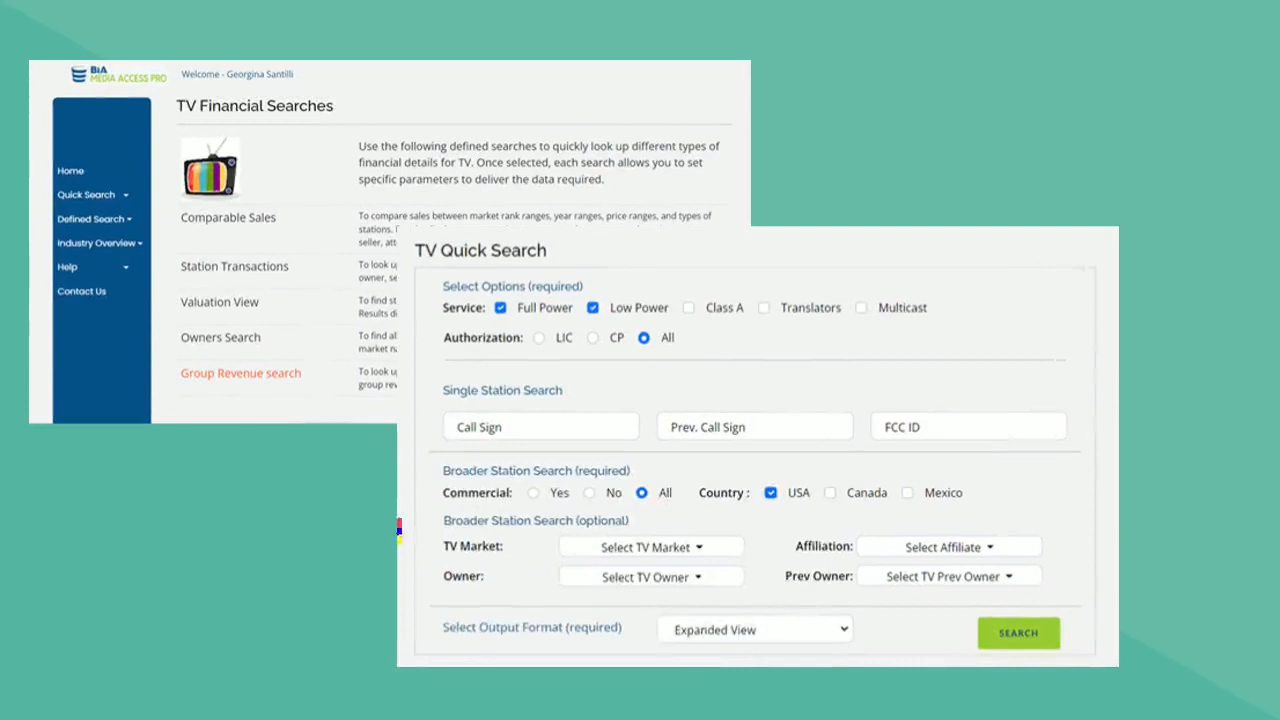 BiA
MEDIA ACCESS PRO
Welcome - Georgina Santilli
TV Financial Searches
Home
Quick Search
Defined Search
Industry Overview
Help
Contact Us
Use the following defined searches to quickly look up different types of
financial details for TV. Once selected, each search allows you to set
specific parameters to deliver the data required.
Comparable Sales
To compare sales between market rank ranges, year ranges, price ranges, and types of
stations.
seller,
Station Transactions
To look
owner,
Valuation View
To find
Results
Owners Search
To find
market
Group Revenue search
To look
group
TV Quick Search
Select Options (required)
Service: Full Power Low Power Class A Translators Multicast
Authorization: LIC CP All
Single Station Search
Call Sign Prev. Call Sign FCC ID
Broader Station Search (required)
Commercial: Yes No All Country : USA Canada Mexico
Broader Station Search (optional)
TV Market: Select TV Market Affiliation: Select Affiliate
Owner: Select TV Owner Prev Owner: Select TV Prev Owner
Select Output Format (required) Expanded View SEARCH